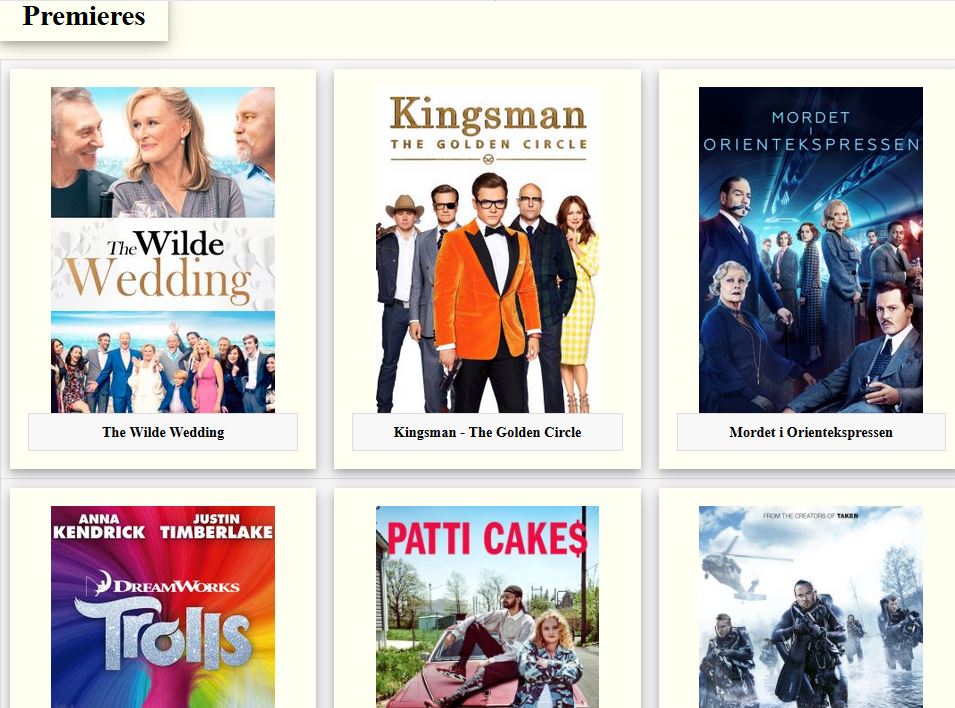 Premieres
The Wilde
Wedding
The Wilde Wedding
Kingsman
THE GOLDEN CIRCLE
Kingsman - The Golden Circle
MORDET
I
ORIENTEKSPRESSEN
Mordet i Orientekspressen
ANNA
KENDRICK
JUSTIN
TIMBERLAKE
DREAMWORKS
Trolls
PATTI CAKE$
FROM THE CREATORS OF TAKEN